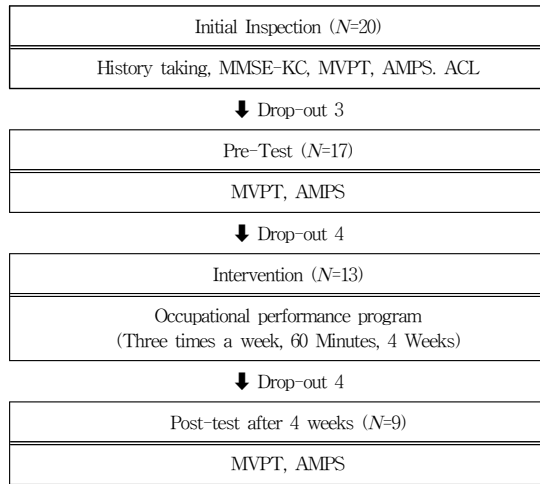 Initial Inspection (N=20)
History taking, MMSE-KC, MVPT, AMPS. ACL
🡇 Drop-out 3
Pre-Test (N=17)
MVPT, AMPS
🡇 Drop-out 4
Intervention (N=13)
Occupational performance program
(Three times a week, 60 Minutes, 4 Weeks)
🡇 Drop-out 4
Post-test after 4 weeks (N=9)
MVPT, AMPS